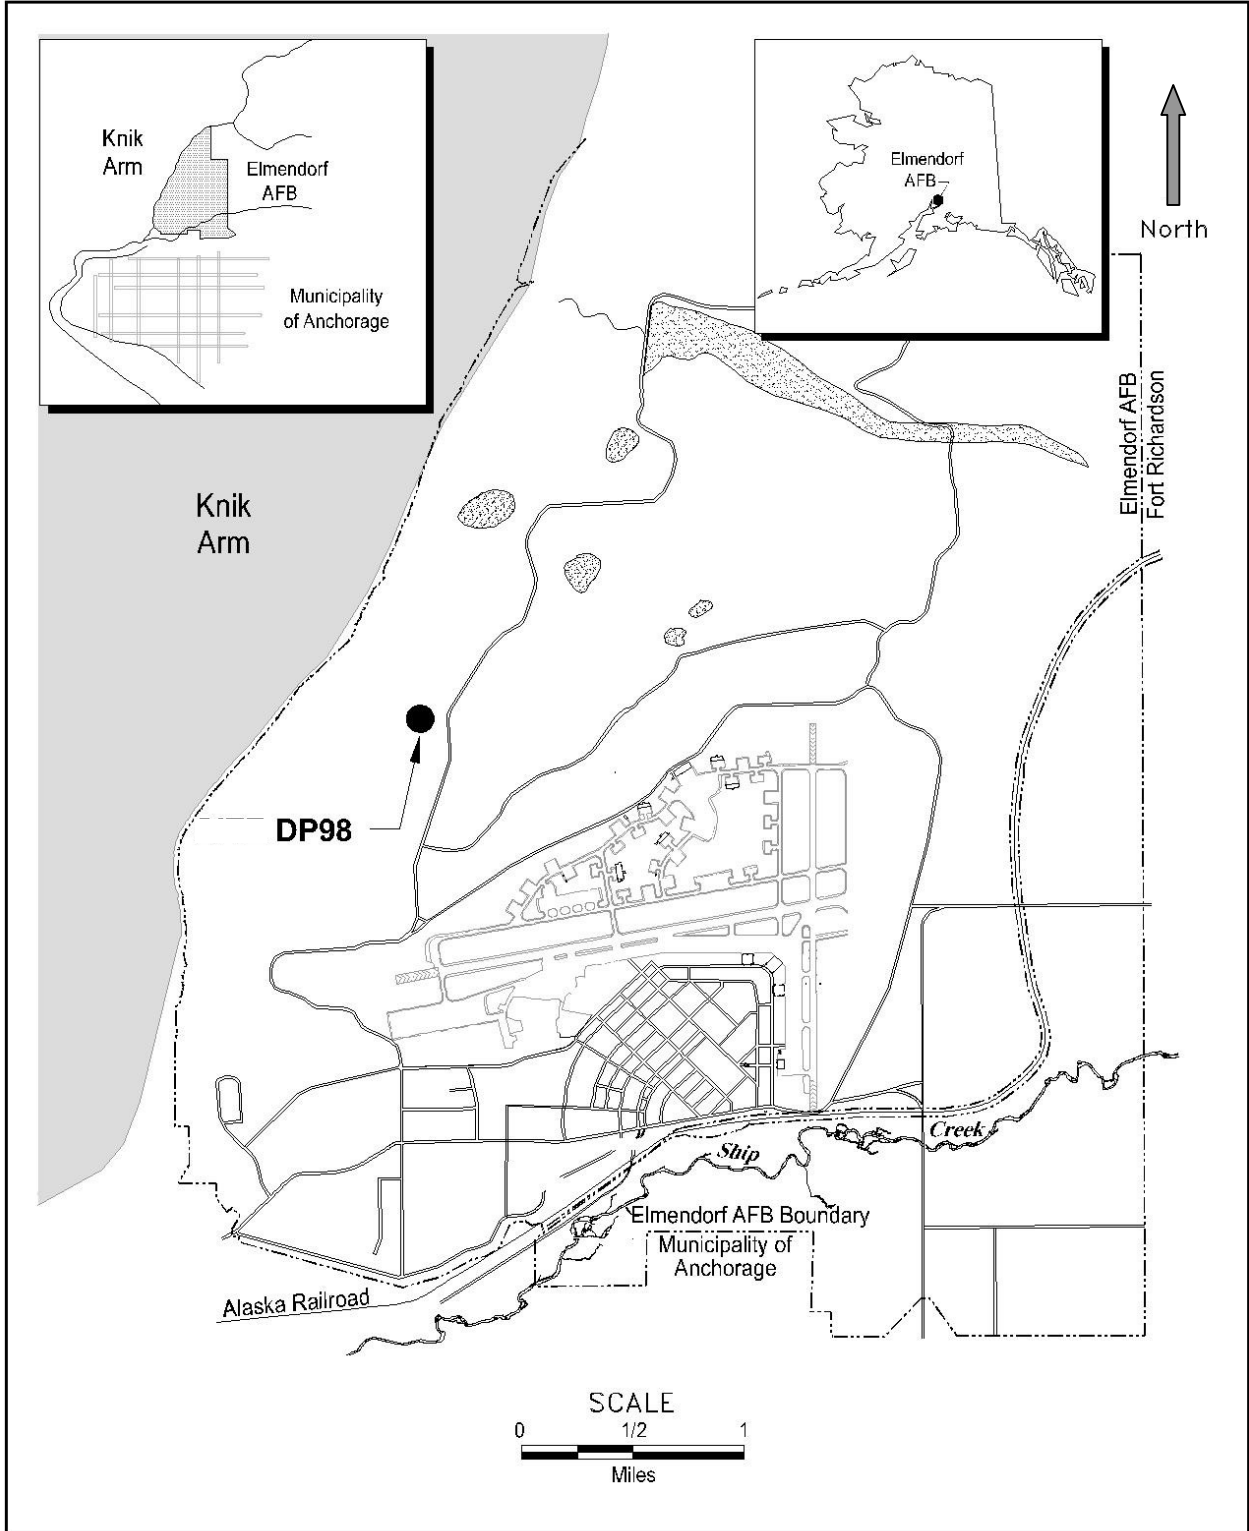 Knik
Arm
Elmendorf
AFB
Municipality
of Anchorage
Elmendorf
AFB
North
Elmendorf AFB
Fort Richardson
Knik
Arm
DP98
Creek
Ship
Elmendorf AFB Boundary
Municipality of
Anchorage
Alaska Railroad
SCALE
0 1/2 1
Miles